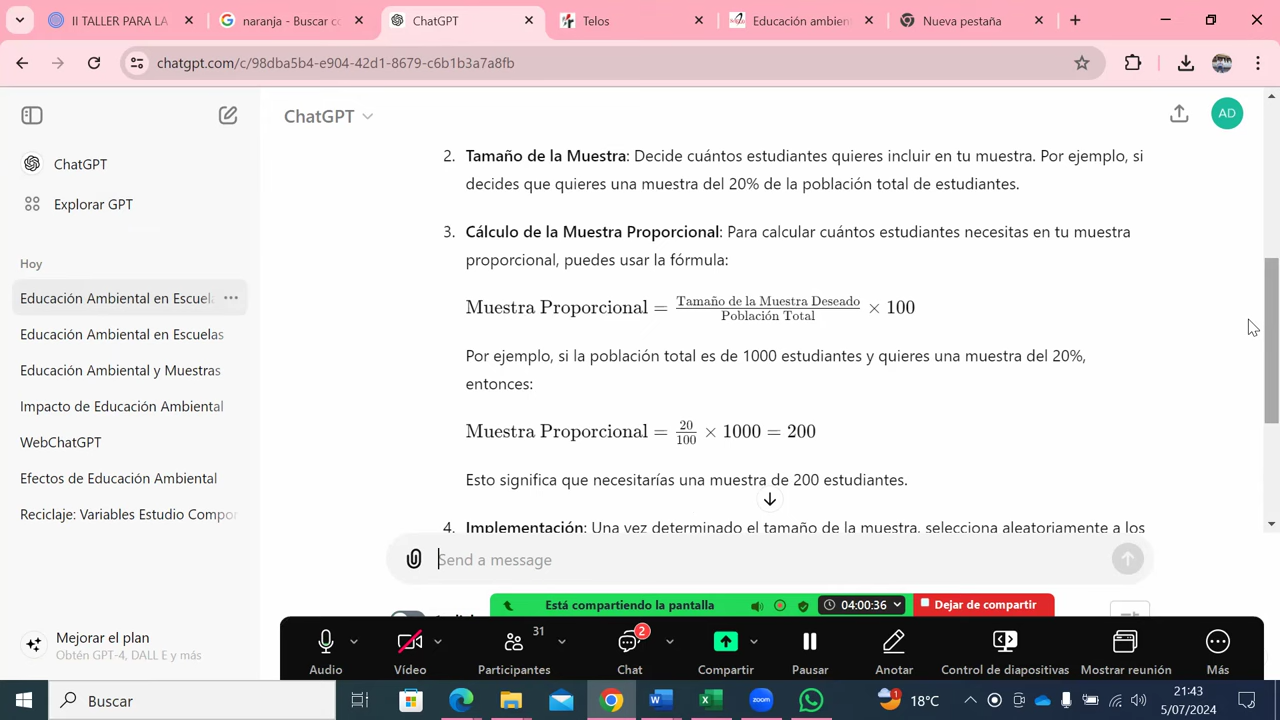 II TALLER PARA LA
naranja - Buscar co
ChatGPT
Telos
Educación ambien
Nueva pestaña
chatgpt.com/c/98dba5b4-e904-42d1-8679-c6b1b3a7a8fb
ChatGPT
AD
ChatGPT
Explorar GPT
Hoy
Educación Ambiental en Escuel
Educación Ambiental en Escuelas
Educación Ambiental y Muestras
Impacto de Educación Ambiental
WebChatGPT
Efectos de Educación Ambiental
Reciclaje: Variables Estudio Compo
Mejorar el plan
Obtén GPT-4, DALL E y más
2. Tamaño de la Muestra: Decide cuántos estudiantes quieres incluir en tu muestra. Por ejemplo, si
decides que quieres una muestra del 20% de la población total de estudiantes.
3. Cálculo de la Muestra Proporcional: Para calcular cuántos estudiantes necesitas en tu muestra
proporcional, puedes usar la fórmula:
Muestra Proporcional = Tamaño de la Muestra Deseado / Población Total × 100
Por ejemplo, si la población total es de 1000 estudiantes y quieres una muestra del 20%,
entonces:
Muestra Proporcional = 20/100 × 1000 = 200
Esto significa que necesitarías una muestra de 200 estudiantes.
4. Implementación: Una vez determinado el tamaño de la muestra, selecciona aleatoriamente a los
Send a message
Está compartiendo la pantalla
04:00:36
Dejar de compartir
Audio
Vídeo
31
Participantes
2
Chat
Compartir
Pausar
Anotar
Control de diapositivas
Mostrar reunión
Más
Buscar
zoom
1
18°C
21:43
5/07/2024